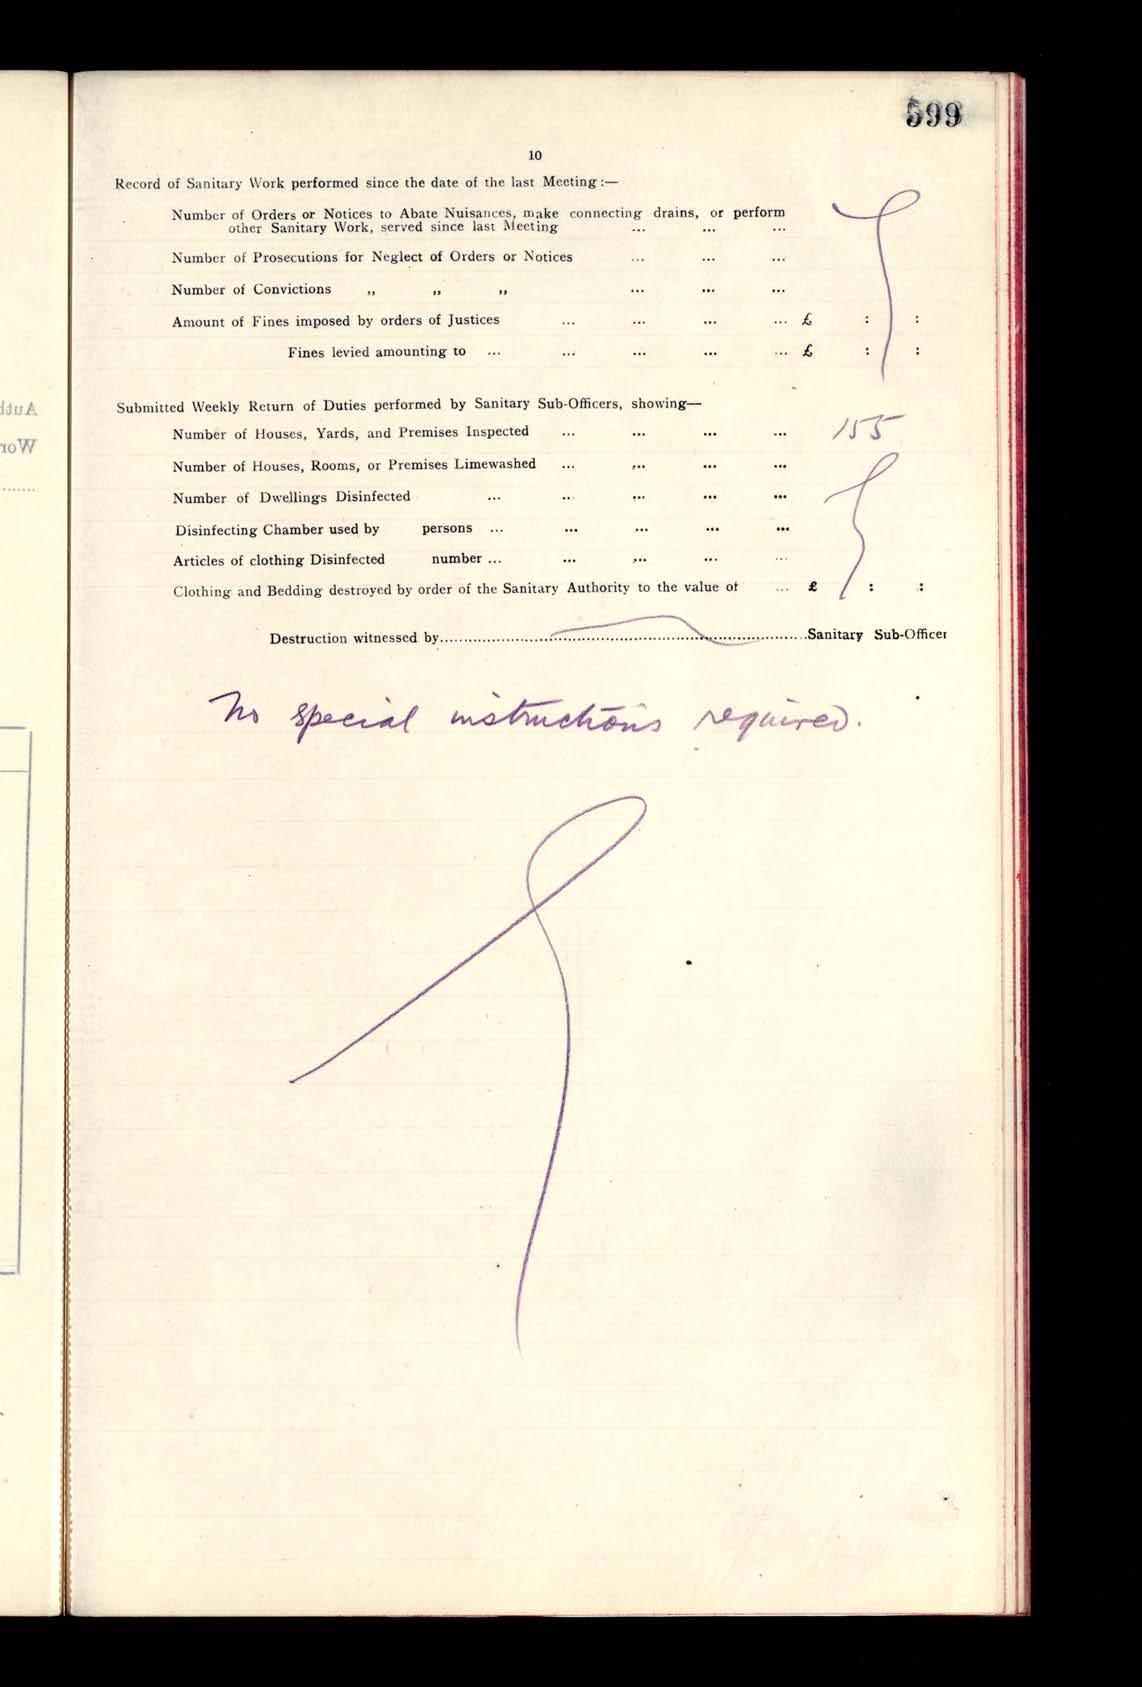 599
10
Record of Sanitary Work performed since the date of the last Meeting :—
Number of Orders or Notices to Abate Nuisances, make connecting drains, or perform
other Sanitary Work, served since last Meeting ... ... ...
Number of Prosecutions for Neglect of Orders or Notices ... ... ...
Number of Convictions ,, ,, ,, ... ... ...
Amount of Fines imposed by orders of Justices ... ... ... ... £ : :
Fines levied amounting to ... ... ... ... ... £ : :
Submitted Weekly Return of Duties performed by Sanitary Sub-Officers, showing—
Number of Houses, Yards, and Premises Inspected ... ... ... ... 155
Number of Houses, Rooms, or Premises Limewashed ... ... ... ...
Number of Dwellings Disinfected ... ... ... ... ...
Disinfecting Chamber used by persons ... ... ... ... ...
Articles of clothing Disinfected number ... ... ... ... ...
Clothing and Bedding destroyed by order of the Sanitary Authority to the value of ... £ : :
Destruction witnessed by..........Sanitary Sub-Officer
No special instructions required.
Auth
Wor